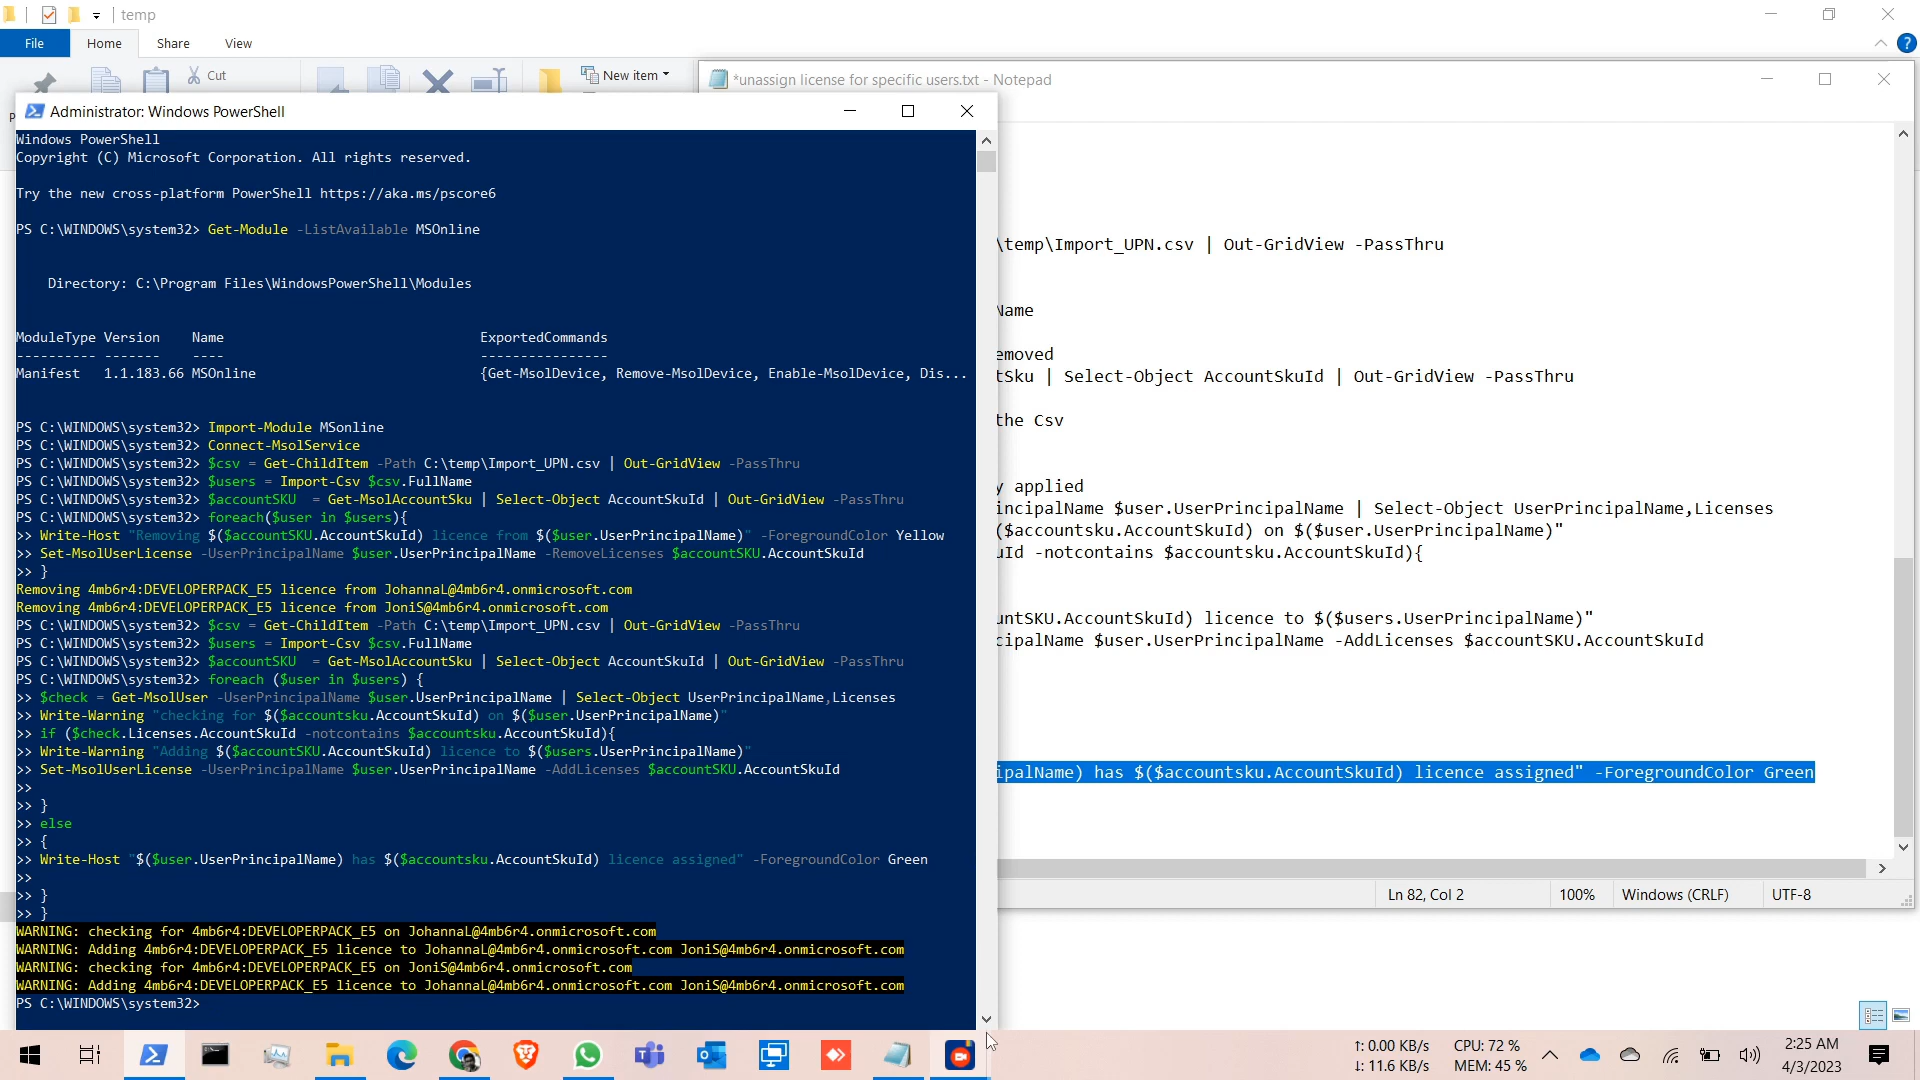 temp
File
Home
Share
View
Cut
New item
*unassign license for specific users.txt - Notepad
Administrator: Windows PowerShell
Windows PowerShell
Copyright (C) Microsoft Corporation. All rights reserved.
Try the new cross-platform PowerShell https://aka.ms/pscore6
PS C:\WINDOWS\system32> Get-Module -ListAvailable MSOnline
Directory: C:\Program Files\WindowsPowerShell\Modules
ModuleType Version    Name                                ExportedCommands
---------- -------    ----                                ----------------
Manifest   1.1.183.66 MSOnline                            {Get-MsolDevice, Remove-MsolDevice, Enable-MsolDevice, Dis...
PS C:\WINDOWS\system32> Import-Module MSonline
PS C:\WINDOWS\system32> Connect-MsolService
PS C:\WINDOWS\system32> $csv = Get-ChildItem -Path C:\temp\Import_UPN.csv | Out-GridView -PassThru
PS C:\WINDOWS\system32> $users = Import-Csv $csv.FullName
PS C:\WINDOWS\system32> $accountSKU  = Get-MsolAccountSku | Select-Object AccountSkuId | Out-GridView -PassThru
PS C:\WINDOWS\system32> foreach($user in $users){
>> Write-Host "Removing $($accountSKU.AccountSkuId) licence from $($user.UserPrincipalName)" -ForegroundColor Yellow
>> Set-MsolUserLicense -UserPrincipalName $user.UserPrincipalName -RemoveLicenses $accountSKU.AccountSkuId
>> }
Removing 4mb6r4:DEVELOPERPACK_E5 licence from JohannaL@4mb6r4.onmicrosoft.com
Removing 4mb6r4:DEVELOPERPACK_E5 licence from JoniS@4mb6r4.onmicrosoft.com
PS C:\WINDOWS\system32> $csv = Get-ChildItem -Path C:\temp\Import_UPN.csv | Out-GridView -PassThru
PS C:\WINDOWS\system32> $users = Import-Csv $csv.FullName
PS C:\WINDOWS\system32> $accountSKU  = Get-MsolAccountSku | Select-Object AccountSkuId | Out-GridView -PassThru
PS C:\WINDOWS\system32> foreach ($user in $users) {
>> $check = Get-MsolUser -UserPrincipalName $user.UserPrincipalName | Select-Object UserPrincipalName,Licenses
>> Write-Warning "checking for $($accountsku.AccountSkuId) on $($user.UserPrincipalName)"
>> if ($check.Licenses.AccountSkuId -notcontains $accountsku.AccountSkuId){
>> Write-Warning "Adding $($accountSKU.AccountSkuId) licence to $($users.UserPrincipalName)"
>> Set-MsolUserLicense -UserPrincipalName $user.UserPrincipalName -AddLicenses $accountSKU.AccountSkuId
>>
>> }
>> else
>> {
>> Write-Host "$($user.UserPrincipalName) has $($accountsku.AccountSkuId) licence assigned" -ForegroundColor Green
>>
>> }
>> }
WARNING: checking for 4mb6r4:DEVELOPERPACK_E5 on JohannaL@4mb6r4.onmicrosoft.com
WARNING: Adding 4mb6r4:DEVELOPERPACK_E5 licence to JohannaL@4mb6r4.onmicrosoft.com JoniS@4mb6r4.onmicrosoft.com
WARNING: checking for 4mb6r4:DEVELOPERPACK_E5 on JoniS@4mb6r4.onmicrosoft.com
WARNING: Adding 4mb6r4:DEVELOPERPACK_E5 licence to JohannaL@4mb6r4.onmicrosoft.com JoniS@4mb6r4.onmicrosoft.com
PS C:\WINDOWS\system32>
\temp\Import_UPN.csv | Out-GridView -PassThru
Name
emoved
tSku | Select-Object AccountSkuId | Out-GridView -PassThru
the Csv
y applied
incipalName $user.UserPrincipalName | Select-Object UserPrincipalName,Licenses
($accountsku.AccountSkuId) on $($user.UserPrincipalName)"
uId -notcontains $accountsku.AccountSkuId){
untSKU.AccountSkuId) licence to $($users.UserPrincipalName)"
cipalName $user.UserPrincipalName -AddLicenses $accountSKU.AccountSkuId
ipalName) has $($accountsku.AccountSkuId) licence assigned" -ForegroundColor Green
Ln 82, Col 2
100%
Windows (CRLF)
UTF-8
↑: 0.00 KB/s
↓: 11.6 KB/s
CPU: 72 %
MEM: 45 %
2:25 AM
4/3/2023